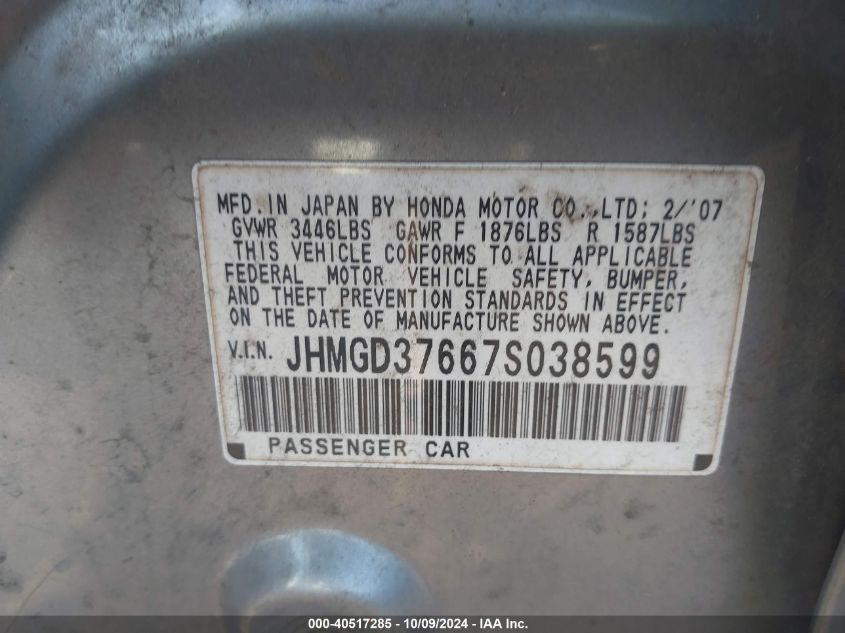 MFD. IN JAPAN BY HONDA MOTOR CO.,LTD; 2/'07
GVWR 3446LBS GAWR F 1876LBS R 1587LBS
THIS VEHICLE CONFORMS TO ALL APPLICABLE
FEDERAL MOTOR VEHICLE SAFETY, BUMPER,
AND THEFT PREVENTION STANDARDS IN EFFECT
ON THE DATE OF MANUFACTURE SHOWN ABOVE.
V.I.N. JHMGD37667S038599
PASSENGER CAR
000-40517285 - 10/09/2024 - IAA Inc.